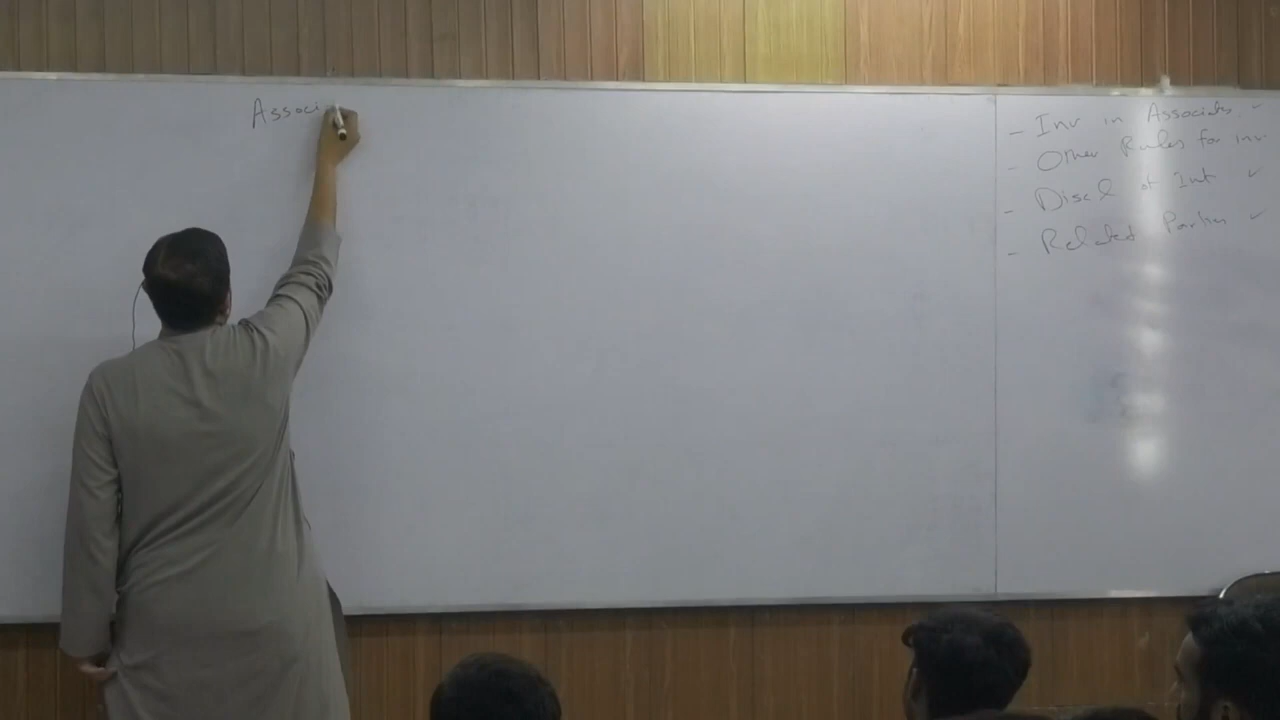 Associ
- Inv in Associates ✓
- Other Rules for inv
- Discl of Int ✓
- Related Parties ✓